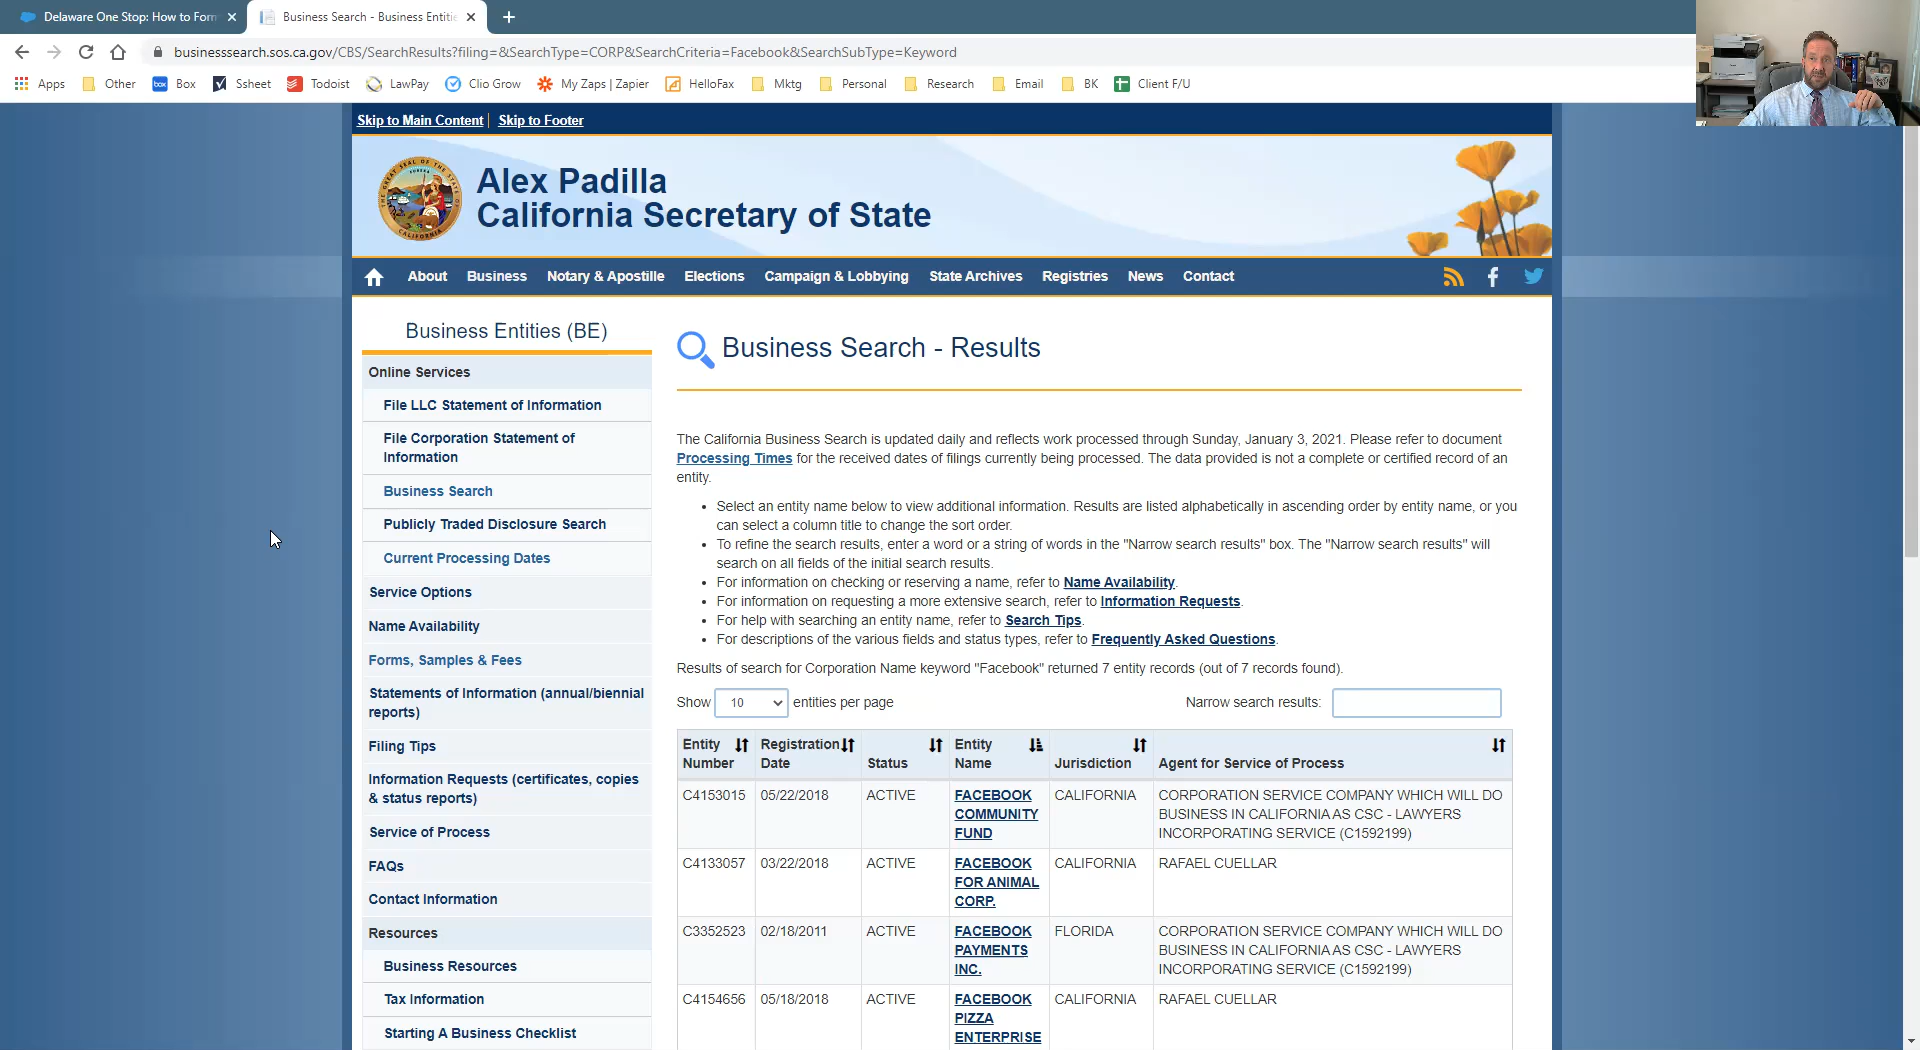 Delaware One Stop: How to Form
Business Search - Business Entitie
businesssearch.sos.ca.gov/CBS/SearchResults?filing=&SearchType=CORP&SearchCriteria=Facebook&SearchSubType=Keyword
Apps Other box Box Ssheet Todoist LawPay Clio Grow My Zaps | Zapier HelloFax Mktg Personal Research Email BK Client F/U
Skip to Main Content | Skip to Footer
Alex Padilla
California Secretary of State
About Business Notary & Apostille Elections Campaign & Lobbying State Archives Registries News Contact
Business Entities (BE)
Online Services
File LLC Statement of Information
File Corporation Statement of
Information
Business Search
Publicly Traded Disclosure Search
Current Processing Dates
Service Options
Name Availability
Forms, Samples & Fees
Statements of Information (annual/biennial
reports)
Filing Tips
Information Requests (certificates, copies
& status reports)
Service of Process
FAQs
Contact Information
Resources
Business Resources
Tax Information
Starting A Business Checklist
Business Search - Results
The California Business Search is updated daily and reflects work processed through Sunday, January 3, 2021. Please refer to document
Processing Times for the received dates of filings currently being processed. The data provided is not a complete or certified record of an
entity.
• Select an entity name below to view additional information. Results are listed alphabetically in ascending order by entity name, or you
can select a column title to change the sort order.
• To refine the search results, enter a word or a string of words in the "Narrow search results" box. The "Narrow search results" will
search on all fields of the initial search results.
• For information on checking or reserving a name, refer to Name Availability.
• For information on requesting a more extensive search, refer to Information Requests.
• For help with searching an entity name, refer to Search Tips.
• For descriptions of the various fields and status types, refer to Frequently Asked Questions.
Results of search for Corporation Name keyword "Facebook" returned 7 entity records (out of 7 records found).
Show 10 entities per page Narrow search results:
Entity Registration Entity
Number Date Status Name Jurisdiction Agent for Service of Process
C4153015 05/22/2018 ACTIVE FACEBOOK CALIFORNIA CORPORATION SERVICE COMPANY WHICH WILL DO
COMMUNITY BUSINESS IN CALIFORNIA AS CSC - LAWYERS
FUND INCORPORATING SERVICE (C1592199)
C4133057 03/22/2018 ACTIVE FACEBOOK CALIFORNIA RAFAEL CUELLAR
FOR ANIMAL
CORP.
C3352523 02/18/2011 ACTIVE FACEBOOK FLORIDA CORPORATION SERVICE COMPANY WHICH WILL DO
PAYMENTS BUSINESS IN CALIFORNIA AS CSC - LAWYERS
INC. INCORPORATING SERVICE (C1592199)
C4154656 05/18/2018 ACTIVE FACEBOOK CALIFORNIA RAFAEL CUELLAR
PIZZA
ENTERPRISE